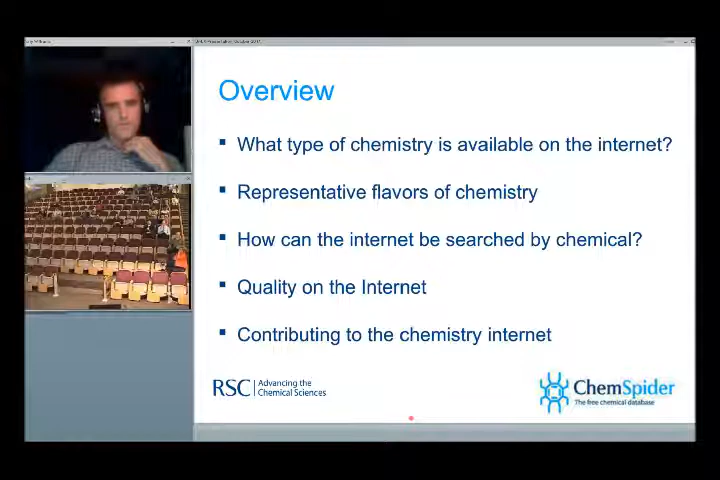 Overview
What type of chemistry is available on the internet?
Representative flavors of chemistry
How can the internet be searched by chemical?
Quality on the Internet
Contributing to the chemistry internet
RSC
Advancing the
Chemical Sciences
ChemSpider
The free chemical database